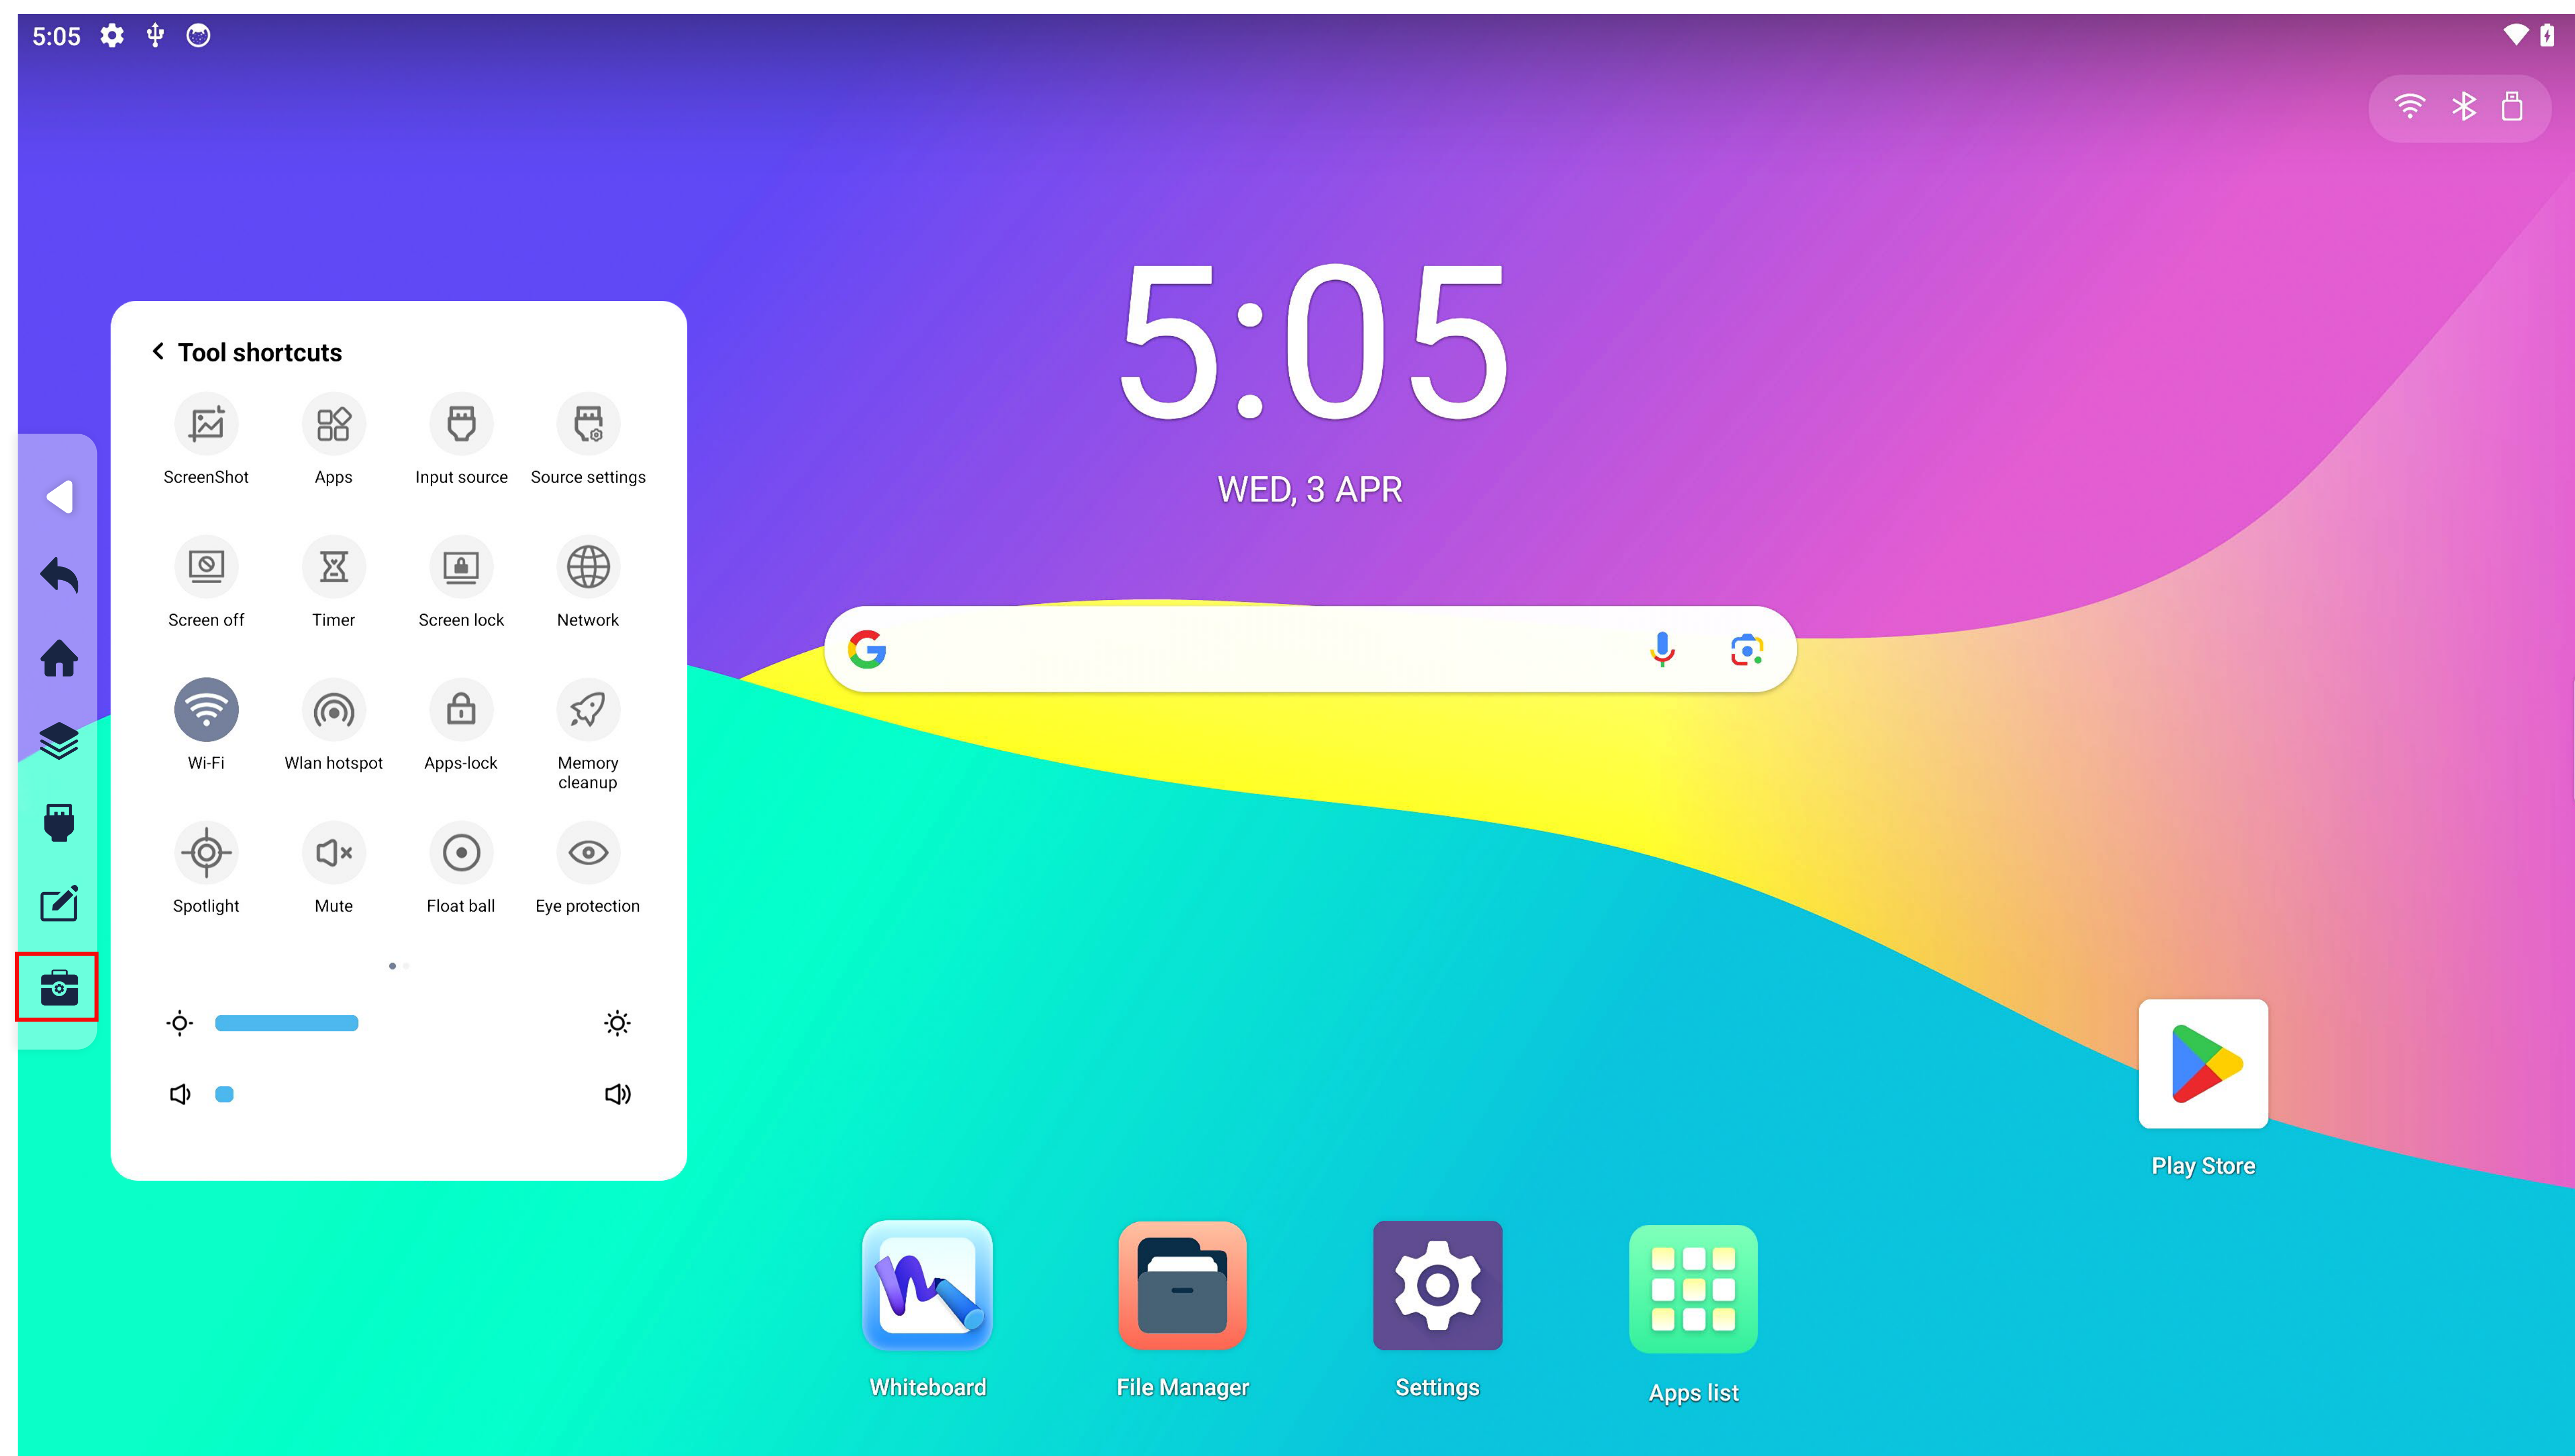 5:05
5:05
WED, 3 APR
Tool shortcuts
ScreenShot Apps Input source Source settings
Screen off Timer Screen lock Network
Wi-Fi Wlan hotspot Apps-lock Memory
cleanup
Spotlight Mute Float ball Eye protection
Play Store
Whiteboard File Manager Settings Apps list